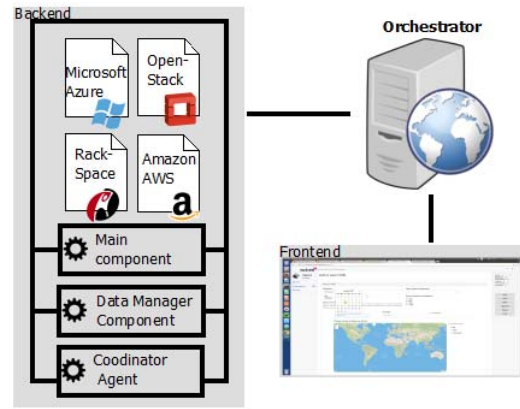 Backend
Orchestrator
Microsoft
Azure
Open-
Stack
Rack-
Space
Amazon
AWS
a
Main
component
Data Manager
Component
Coodinator
Agent
Frontend